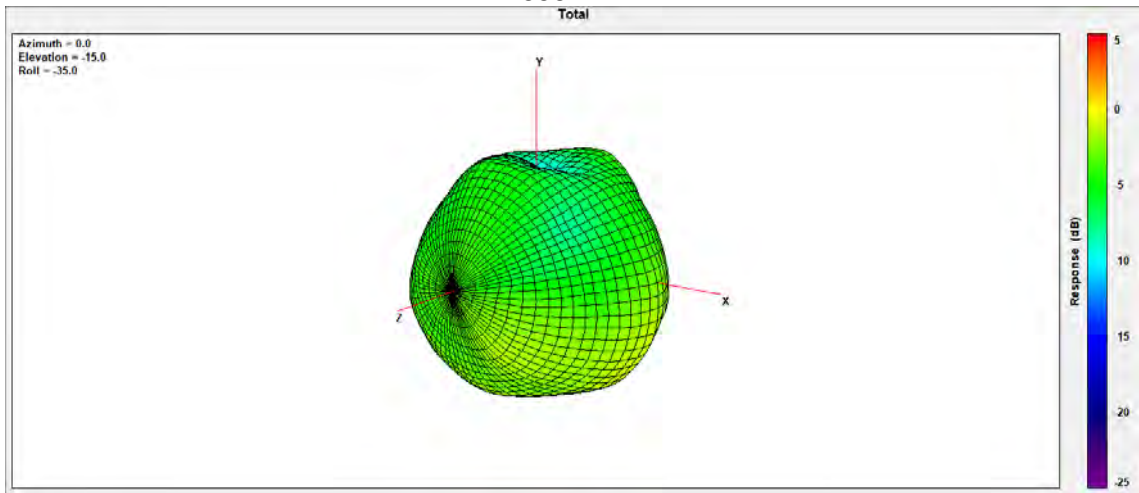 Total
Azimuth = 0.0
Elevation = -15.0
Roll = -35.0
Y
X
Z
5
0
-5
10
15
-20
-25
Response (dB)